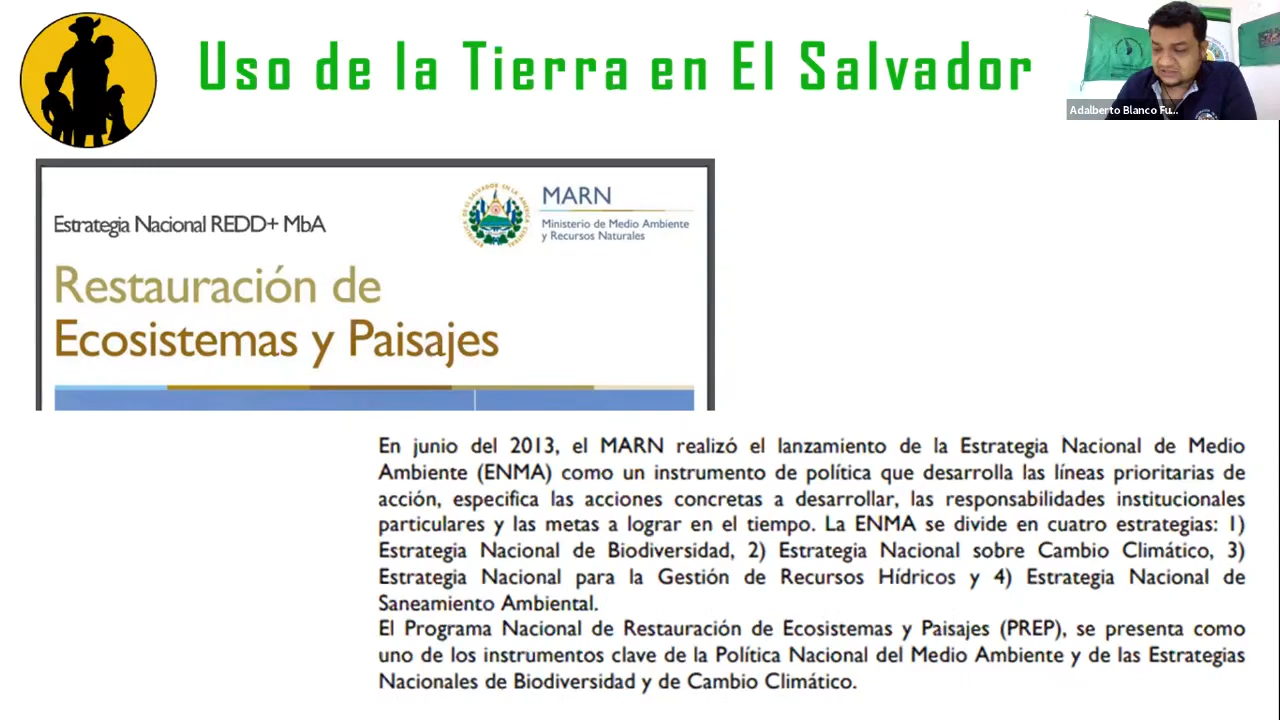 Uso de la Tierra en El Salvador
Adalberto Blanco Fu...
Estrategia Nacional REDD+ MbA
MARN
Ministerio de Medio Ambiente
y Recursos Naturales
Restauración de
Ecosistemas y Paisajes
En junio del 2013, el MARN realizó el lanzamiento de la Estrategia Nacional de Medio
Ambiente (ENMA) como un instrumento de política que desarrolla las líneas prioritarias de
acción, especifica las acciones concretas a desarrollar, las responsabilidades institucionales
particulares y las metas a lograr en el tiempo. La ENMA se divide en cuatro estrategias: 1)
Estrategia Nacional de Biodiversidad, 2) Estrategia Nacional sobre Cambio Climático, 3)
Estrategia Nacional para la Gestión de Recursos Hídricos y 4) Estrategia Nacional de
Saneamiento Ambiental.
El Programa Nacional de Restauración de Ecosistemas y Paisajes (PREP), se presenta como
uno de los instrumentos clave de la Política Nacional del Medio Ambiente y de las Estrategias
Nacionales de Biodiversidad y de Cambio Climático.